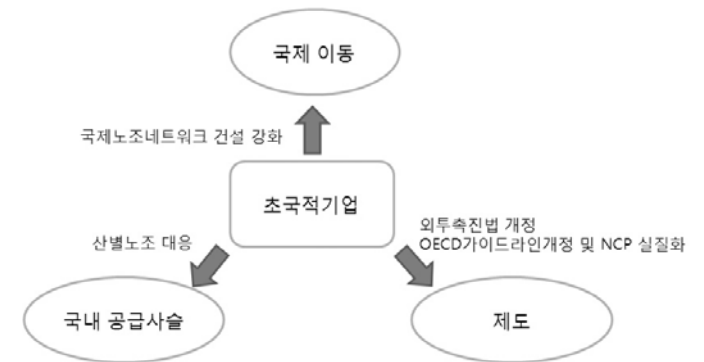 국제 이동
국제노조네트워크 건설 강화
초국적기업
외투촉진법 개정
OECD가이드라인개정 및 NCP 실질화
산별노조 대응
국내 공급사슬
제도